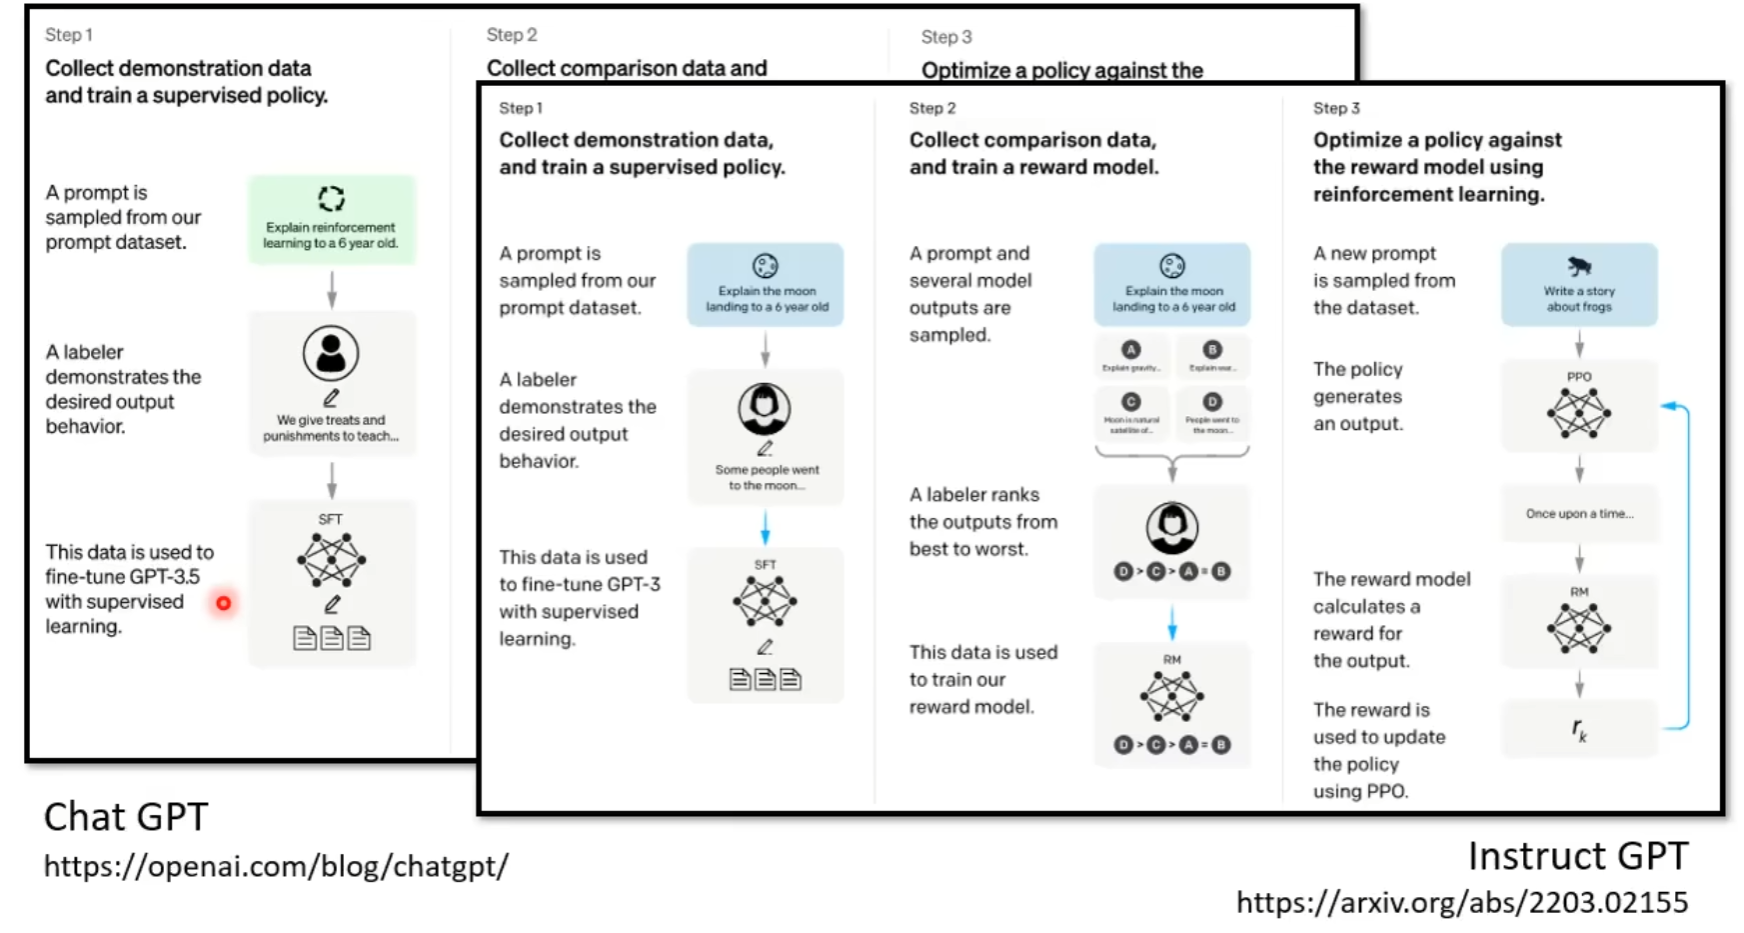 Step 1
Collect demonstration data
and train a supervised policy.
A prompt is
sampled from our
prompt dataset.
Explain reinforcement
learning to a 6 year old.
A labeler
demonstrates the
desired output
behavior.
We give treats and
punishments to teach...
This data is used to
fine-tune GPT-3.5
with supervised
learning.
SFT
Step 2
Collect comparison data and
Step 3
Optimize a policy against the
Step 1
Collect demonstration data,
and train a supervised policy.
A prompt is
sampled from our
prompt dataset.
Explain the moon
landing to a 6 year old
A labeler
demonstrates the
desired output
behavior.
Some people went
to the moon...
This data is used
to fine-tune GPT-3
with supervised
learning.
SFT
Step 2
Collect comparison data,
and train a reward model.
A prompt and
several model
outputs are
sampled.
Explain the moon
landing to a 6 year old
A
Explain gravity...
B
Explain war...
C
Moon is natural
satellite of...
D
People went to
the moon...
A labeler ranks
the outputs from
best to worst.
D > C > A = B
This data is used
to train our
reward model.
RM
D > C > A = B
Step 3
Optimize a policy against
the reward model using
reinforcement learning.
A new prompt
is sampled from
the dataset.
Write a story
about frogs
The policy
generates
an output.
PPO
Once upon a time...
The reward model
calculates a
reward for
the output.
RM
The reward is
used to update
the policy
using PPO.
rk
Chat GPT
https://openai.com/blog/chatgpt/
Instruct GPT
https://arxiv.org/abs/2203.02155